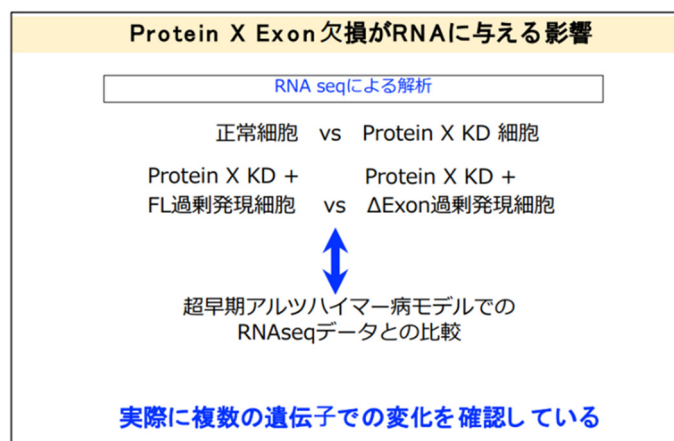 Protein X Exon欠損がRNAに与える影響
RNA seqによる解析
正常細胞 vs Protein X KD 細胞
Protein X KD + Protein X KD +
FL過剰発現細胞 vs ΔExon過剰発現細胞
超早期アルツハイマー病モデルでの
RNAseqデータとの比較
実際に複数の遺伝子での変化を確認している